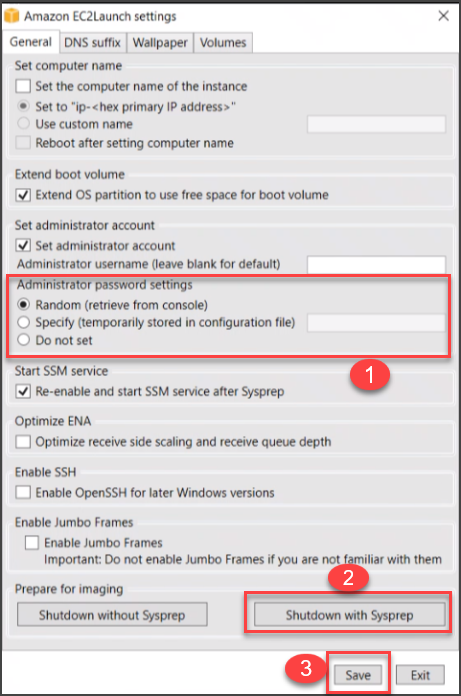 Amazon EC2Launch settings
General DNS suffix Wallpaper Volumes
Set computer name
Set the computer name of the instance
Set to "ip-<hex primary IP address>"
Use custom name
Reboot after setting computer name
Extend boot volume
Extend OS partition to use free space for boot volume
Set administrator account
Set administrator account
Administrator username (leave blank for default)
Administrator password settings
Random (retrieve from console)
Specify (temporarily stored in configuration file)
Do not set
1
Start SSM service
Re-enable and start SSM service after Sysprep
Optimize ENA
Optimize receive side scaling and receive queue depth
Enable SSH
Enable OpenSSH for later Windows versions
Enable Jumbo Frames
Enable Jumbo Frames
Important: Do not enable Jumbo Frames if you are not familiar with them
2
Prepare for imaging
Shutdown without Sysprep Shutdown with Sysprep
3 Save Exit